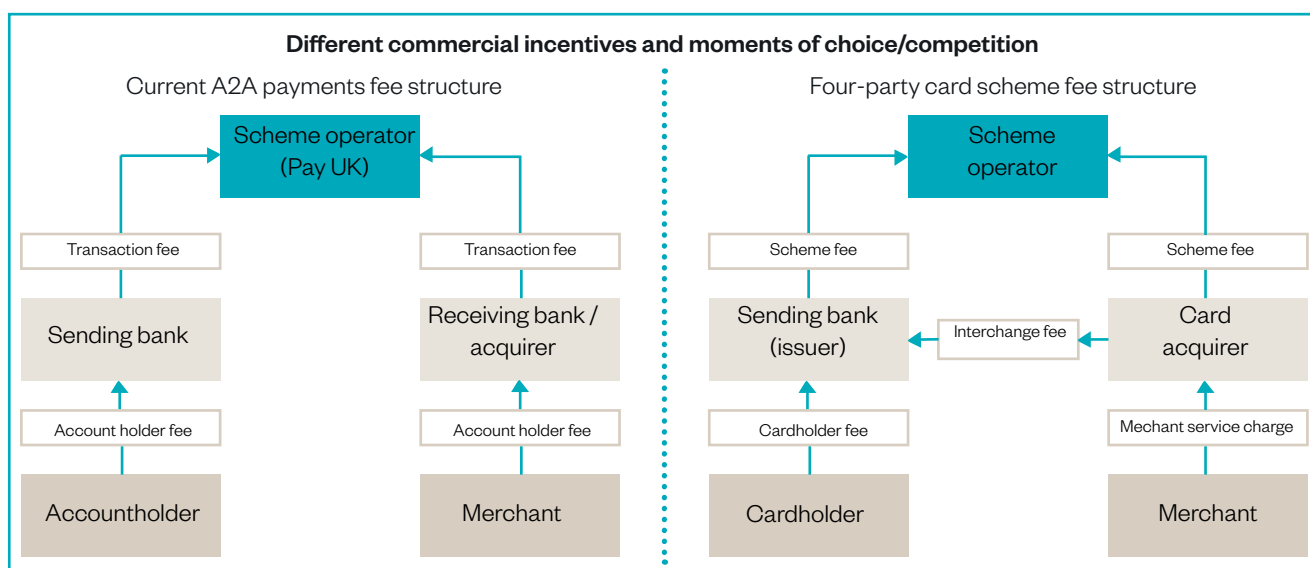 Different commercial incentives and moments of choice/competition
Current A2A payments fee structure
Scheme operator
(Pay UK)
Transaction fee
Transaction fee
Sending bank
Receiving bank /
acquirer
Account holder fee
Account holder fee
Accountholder
Merchant
Four-party card scheme fee structure
Scheme
operator
Scheme fee
Scheme fee
Sending bank
(issuer)
Interchange fee
Card
acquirer
Cardholder fee
Mechant service charge
Cardholder
Merchant